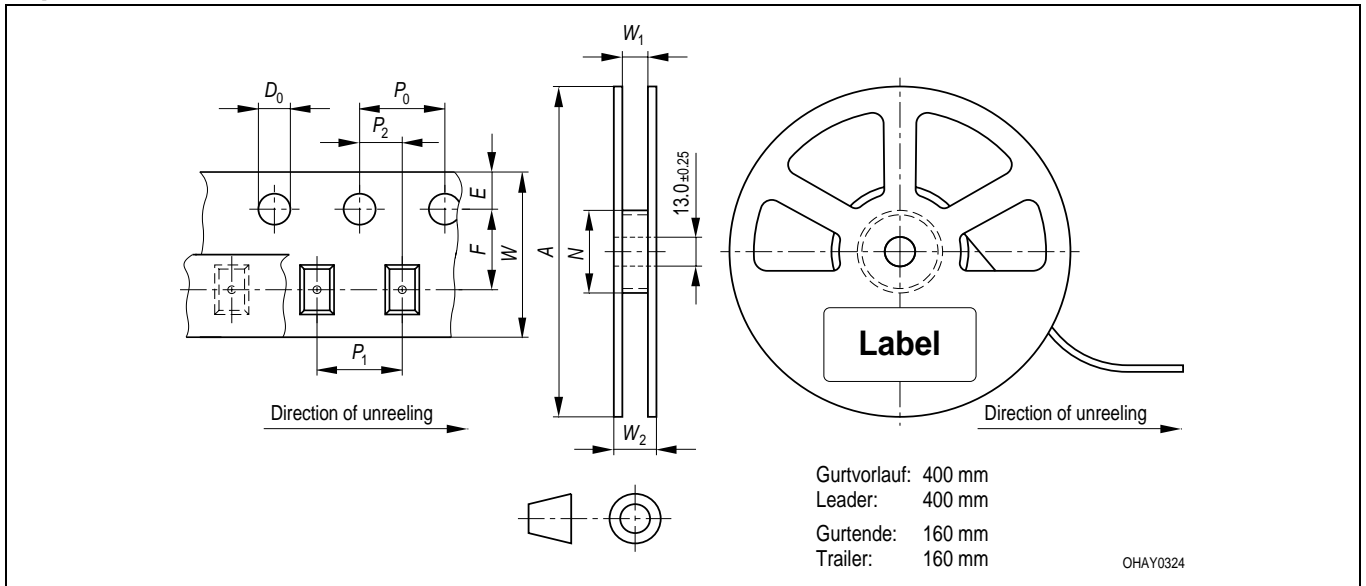 W1
D0
P0
P2
E
F
W
A
N
13.0 ±0.25
Label
P1
Direction of unreeling
W2
Direction of unreeling
Gurtvorlauf: 400 mm
Leader: 400 mm
Gurtende: 160 mm
Trailer: 160 mm
OHAY0324